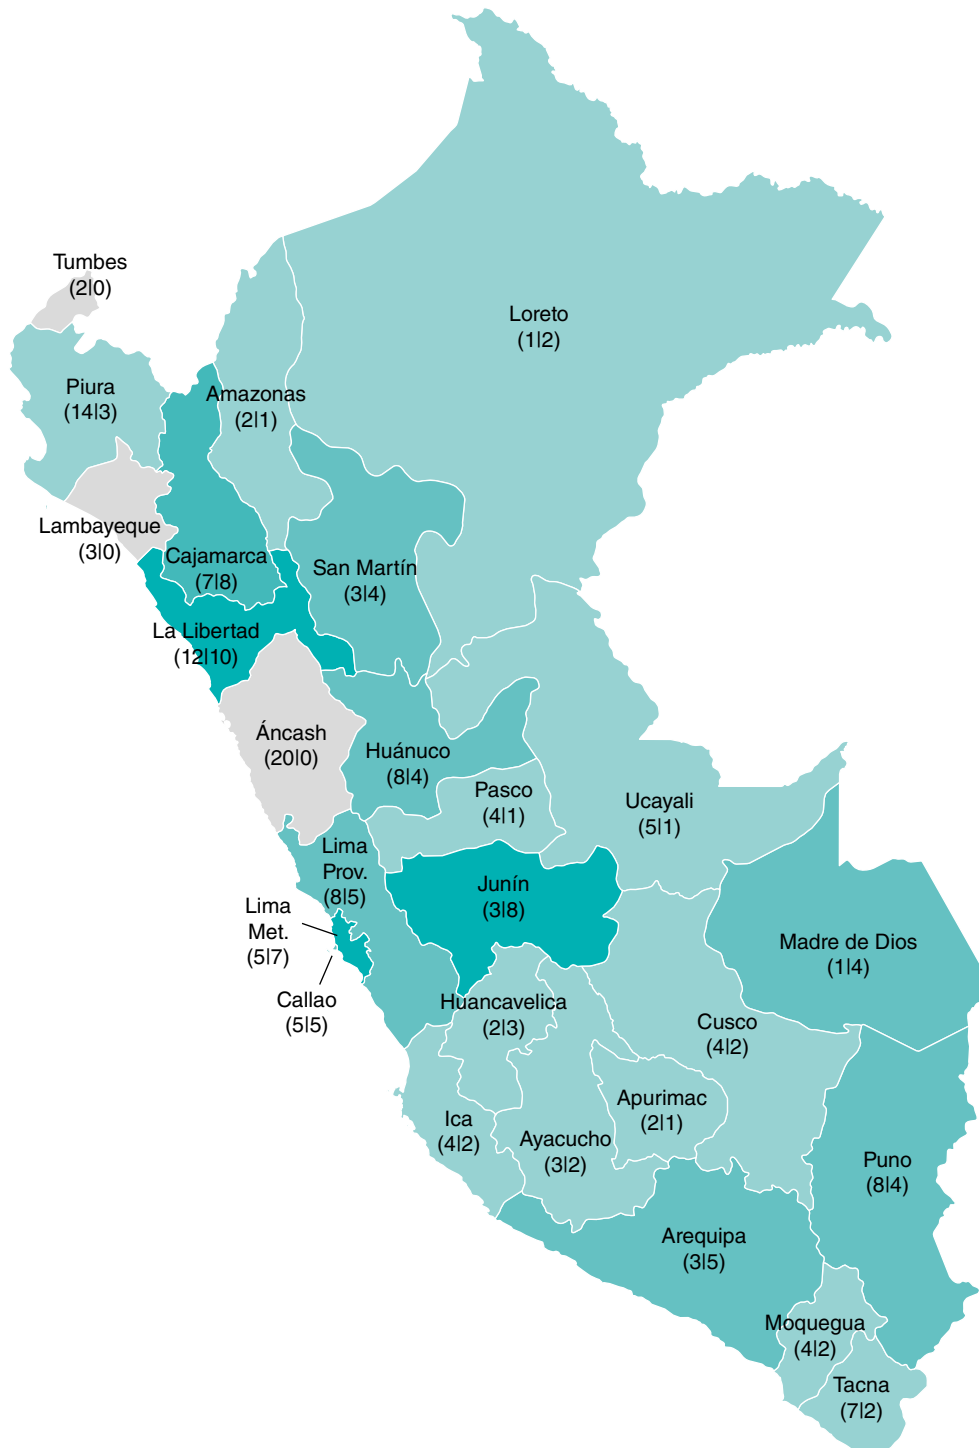 Tumbes
(2|0)
Loreto
(1|2)
Piura
(14|3)
Amazonas
(2|1)
Lambayeque
(3|0)
Cajamarca
(7|8)
San Martín
(3|4)
La Libertad
(12|10)
Áncash
(20|0)
Huánuco
(8|4)
Pasco
(4|1)
Ucayali
(5|1)
Lima
Prov.
(8|5)
Junín
(3|8)
Lima
Met.
(5|7)
Madre de Dios
(1|4)
Callao
(5|5)
Huancavelica
(2|3)
Cusco
(4|2)
Apurimac
(2|1)
Ica
(4|2)
Ayacucho
(3|2)
Puno
(8|4)
Arequipa
(3|5)
Moquegua
(4|2)
Tacna
(7|2)